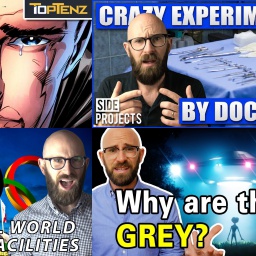 TOPTENZ
CRAZY EXPERIM
SIDE
PROJECTS
BY DOC
WORLD
ACILITIES
Why are th
GREY?